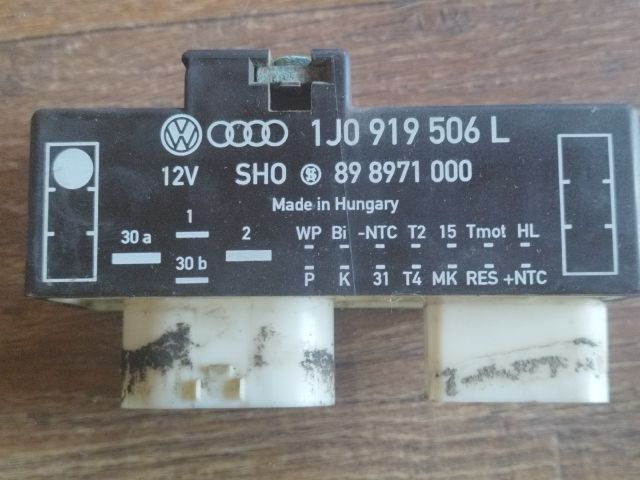 1J0 919 506 L
12V SHO 89 8971 000
Made in Hungary
30 a 1 2 WP Bi -NTC T2 15 Tmot HL
30 b P K 31 T4 MK RES +NTC